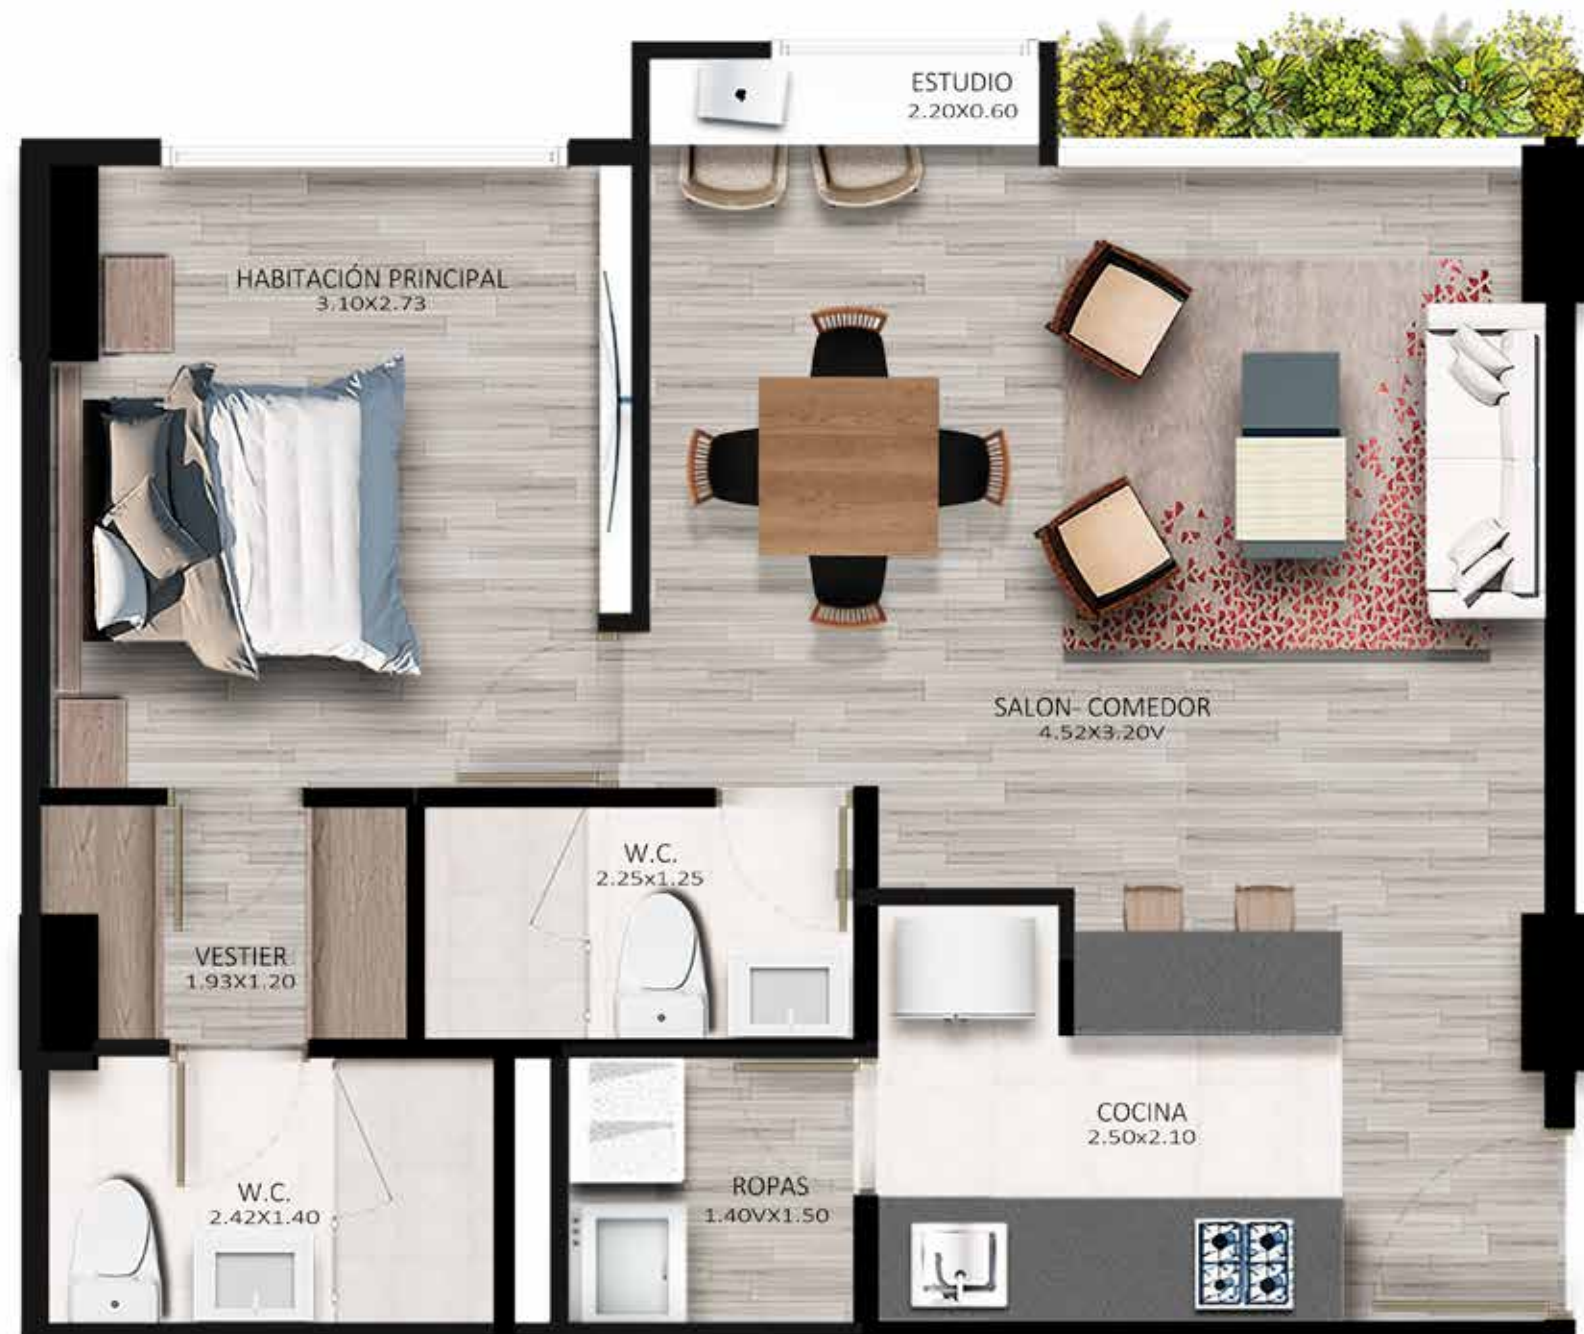 ESTUDIO
2.20X0.60
HABITACIÓN PRINCIPAL
3.10X2.73
SALON- COMEDOR
4.52X3.20V
W.C.
2.25x1.25
VESTIER
1.93X1.20
COCINA
2.50x2.10
W.C.
2.42X1.40
ROPAS
1.40VX1.50